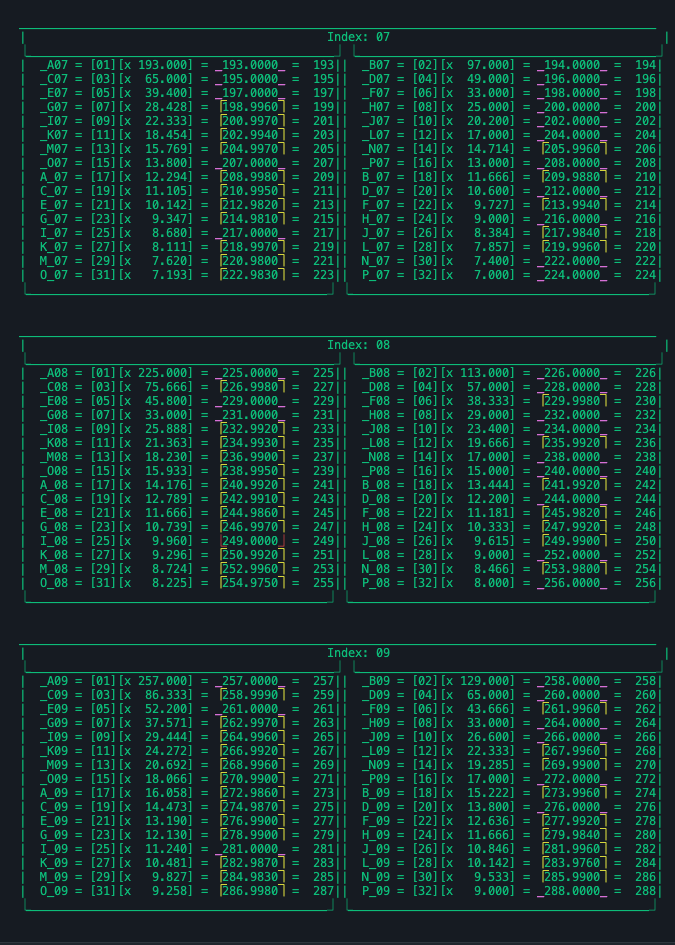 | Index: 07 |
| _A07 = [01][x 193.000] = _193.0000_ = 193|| _B07 = [02][x 97.000] = _194.0000_ = 194|
| _C07 = [03][x 65.000] = _195.0000_ = 195|| _D07 = [04][x 49.000] = _196.0000_ = 196|
| _E07 = [05][x 39.400] = _197.0000_ = 197|| _F07 = [06][x 33.000] = _198.0000_ = 198|
| _G07 = [07][x 28.428] = ⌈198.9960⌉ = 199|| _H07 = [08][x 25.000] = _200.0000_ = 200|
| _I07 = [09][x 22.333] = ⌈200.9970⌉ = 201|| _J07 = [10][x 20.200] = _202.0000_ = 202|
| _K07 = [11][x 18.454] = ⌈202.9940⌉ = 203|| _L07 = [12][x 17.000] = _204.0000_ = 204|
| _M07 = [13][x 15.769] = ⌈204.9970⌉ = 205|| _N07 = [14][x 14.714] = ⌈205.9960⌉ = 206|
| _O07 = [15][x 13.800] = _207.0000_ = 207|| _P07 = [16][x 13.000] = _208.0000_ = 208|
| A_07 = [17][x 12.294] = ⌈208.9980⌉ = 209|| B_07 = [18][x 11.666] = ⌈209.9880⌉ = 210|
| C_07 = [19][x 11.105] = ⌈210.9950⌉ = 211|| D_07 = [20][x 10.600] = _212.0000_ = 212|
| E_07 = [21][x 10.142] = ⌈212.9820⌉ = 213|| F_07 = [22][x 9.727] = ⌈213.9940⌉ = 214|
| G_07 = [23][x 9.347] = ⌈214.9810⌉ = 215|| H_07 = [24][x 9.000] = _216.0000_ = 216|
| I_07 = [25][x 8.680] = _217.0000_ = 217|| J_07 = [26][x 8.384] = ⌈217.9840⌉ = 218|
| K_07 = [27][x 8.111] = ⌈218.9970⌉ = 219|| L_07 = [28][x 7.857] = ⌈219.9960⌉ = 220|
| M_07 = [29][x 7.620] = ⌈220.9800⌉ = 221|| N_07 = [30][x 7.400] = _222.0000_ = 222|
| O_07 = [31][x 7.193] = ⌈222.9830⌉ = 223|| P_07 = [32][x 7.000] = _224.0000_ = 224|
| Index: 08 |
| _A08 = [01][x 225.000] = _225.0000_ = 225|| _B08 = [02][x 113.000] = _226.0000_ = 226|
| _C08 = [03][x 75.666] = ⌈226.9980⌉ = 227|| _D08 = [04][x 57.000] = _228.0000_ = 228|
| _E08 = [05][x 45.800] = _229.0000_ = 229|| _F08 = [06][x 38.333] = ⌈229.9980⌉ = 230|
| _G08 = [07][x 33.000] = _231.0000_ = 231|| _H08 = [08][x 29.000] = _232.0000_ = 232|
| _I08 = [09][x 25.888] = ⌈232.9920⌉ = 233|| _J08 = [10][x 23.400] = _234.0000_ = 234|
| _K08 = [11][x 21.363] = ⌈234.9930⌉ = 235|| _L08 = [12][x 19.666] = ⌈235.9920⌉ = 236|
| _M08 = [13][x 18.230] = ⌈236.9900⌉ = 237|| _N08 = [14][x 17.000] = _238.0000_ = 238|
| _O08 = [15][x 15.933] = ⌈238.9950⌉ = 239|| _P08 = [16][x 15.000] = _240.0000_ = 240|
| A_08 = [17][x 14.176] = ⌈240.9920⌉ = 241|| B_08 = [18][x 13.444] = ⌈241.9920⌉ = 242|
| C_08 = [19][x 12.789] = ⌈242.9910⌉ = 243|| D_08 = [20][x 12.200] = _244.0000_ = 244|
| E_08 = [21][x 11.666] = ⌈244.9860⌉ = 245|| F_08 = [22][x 11.181] = ⌈245.9820⌉ = 246|
| G_08 = [23][x 10.739] = ⌈246.9970⌉ = 247|| H_08 = [24][x 10.333] = ⌈247.9920⌉ = 248|
| I_08 = [25][x 9.960] = |249.0000| = 249|| J_08 = [26][x 9.615] = ⌈249.9900⌉ = 250|
| K_08 = [27][x 9.296] = ⌈250.9920⌉ = 251|| L_08 = [28][x 9.000] = _252.0000_ = 252|
| M_08 = [29][x 8.724] = ⌈252.9960⌉ = 253|| N_08 = [30][x 8.466] = ⌈253.9800⌉ = 254|
| O_08 = [31][x 8.225] = ⌈254.9750⌉ = 255|| P_08 = [32][x 8.000] = _256.0000_ = 256|
| Index: 09 |
| _A09 = [01][x 257.000] = _257.0000_ = 257|| _B09 = [02][x 129.000] = _258.0000_ = 258|
| _C09 = [03][x 86.333] = ⌈258.9990⌉ = 259|| _D09 = [04][x 65.000] = _260.0000_ = 260|
| _E09 = [05][x 52.200] = _261.0000_ = 261|| _F09 = [06][x 43.666] = ⌈261.9960⌉ = 262|
| _G09 = [07][x 37.571] = ⌈262.9970⌉ = 263|| _H09 = [08][x 33.000] = _264.0000_ = 264|
| _I09 = [09][x 29.444] = ⌈264.9960⌉ = 265|| _J09 = [10][x 26.600] = _266.0000_ = 266|
| _K09 = [11][x 24.272] = ⌈266.9920⌉ = 267|| _L09 = [12][x 22.333] = ⌈267.9960⌉ = 268|
| _M09 = [13][x 20.692] = ⌈268.9960⌉ = 269|| _N09 = [14][x 19.285] = ⌈269.9900⌉ = 270|
| _O09 = [15][x 18.066] = ⌈270.9900⌉ = 271|| _P09 = [16][x 17.000] = _272.0000_ = 272|
| A_09 = [17][x 16.058] = ⌈272.9860⌉ = 273|| B_09 = [18][x 15.222] = ⌈273.9960⌉ = 274|
| C_09 = [19][x 14.473] = ⌈274.9870⌉ = 275|| D_09 = [20][x 13.800] = _276.0000_ = 276|
| E_09 = [21][x 13.190] = ⌈276.9900⌉ = 277|| F_09 = [22][x 12.636] = ⌈277.9920⌉ = 278|
| G_09 = [23][x 12.130] = ⌈278.9900⌉ = 279|| H_09 = [24][x 11.666] = ⌈279.9840⌉ = 280|
| I_09 = [25][x 11.240] = _281.0000_ = 281|| J_09 = [26][x 10.846] = ⌈281.9960⌉ = 282|
| K_09 = [27][x 10.481] = ⌈282.9870⌉ = 283|| L_09 = [28][x 10.142] = ⌈283.9760⌉ = 284|
| M_09 = [29][x 9.827] = ⌈284.9830⌉ = 285|| N_09 = [30][x 9.533] = ⌈285.9900⌉ = 286|
| O_09 = [31][x 9.258] = ⌈286.9980⌉ = 287|| P_09 = [32][x 9.000] = _288.0000_ = 288|